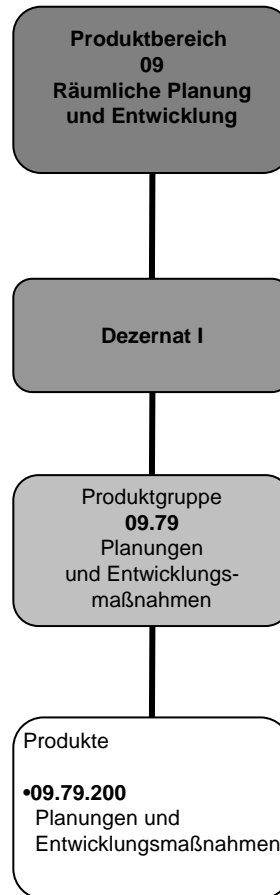 Produktbereich
09
Räumliche Planung
und Entwicklung
Dezernat I
Produktgruppe
09.79
Planungen
und Entwicklungs-
maßnahmen
Produkte
•09.79.200
Planungen und
Entwicklungsmaßnahmen